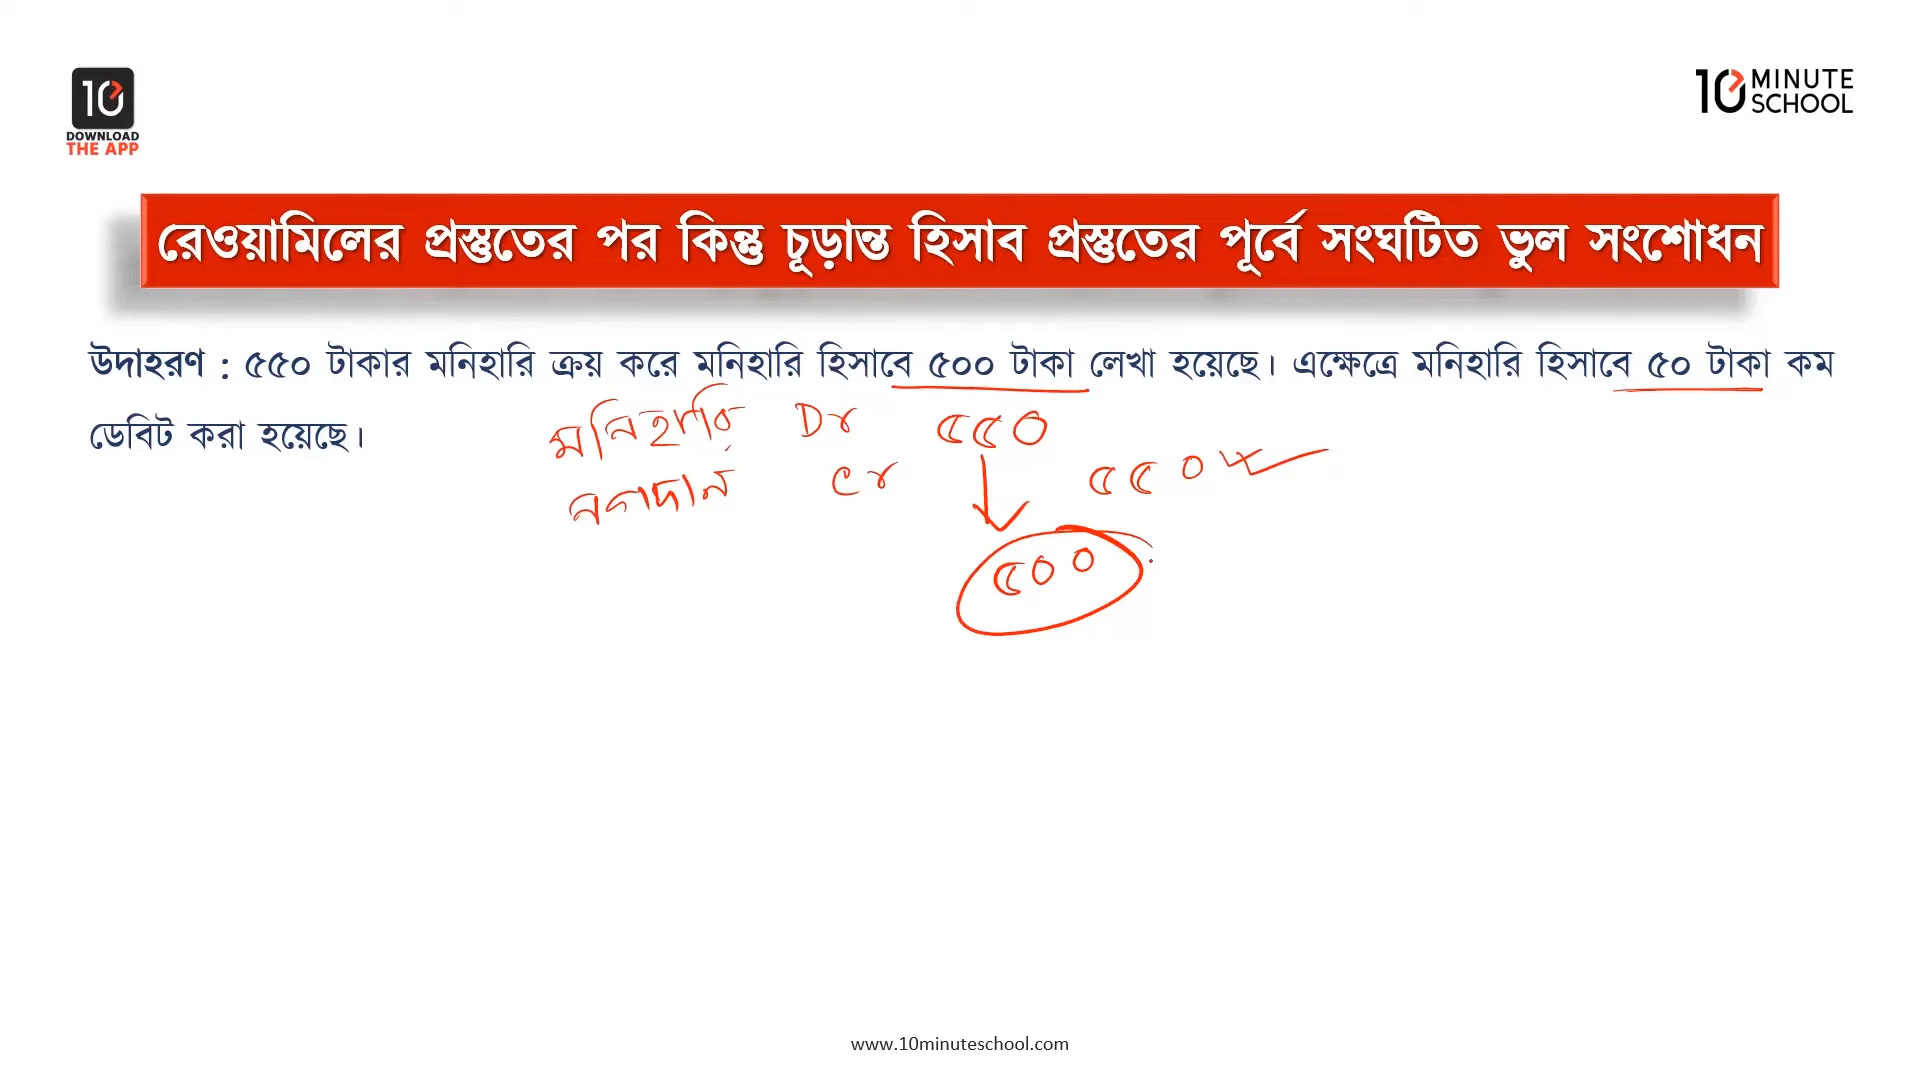 10
DOWNLOAD
THE APP
10 MINUTE
SCHOOL
রেওয়ামিলের প্রস্তুতের পর কিন্তু চূড়ান্ত হিসাব প্রস্তুতের পূর্বে সংঘটিত ভুল সংশোধন
উদাহরণ : ৫৫০ টাকার মনিহারি ক্রয় করে মনিহারি হিসাবে ৫০০ টাকা লেখা হয়েছে। এক্ষেত্রে মনিহারি হিসাবে ৫০ টাকা কম
ডেবিট করা হয়েছে।
মনিহারি Dr ৫৫০
নগদান Cr ৫৫০
৫০০
www.10minuteschool.com